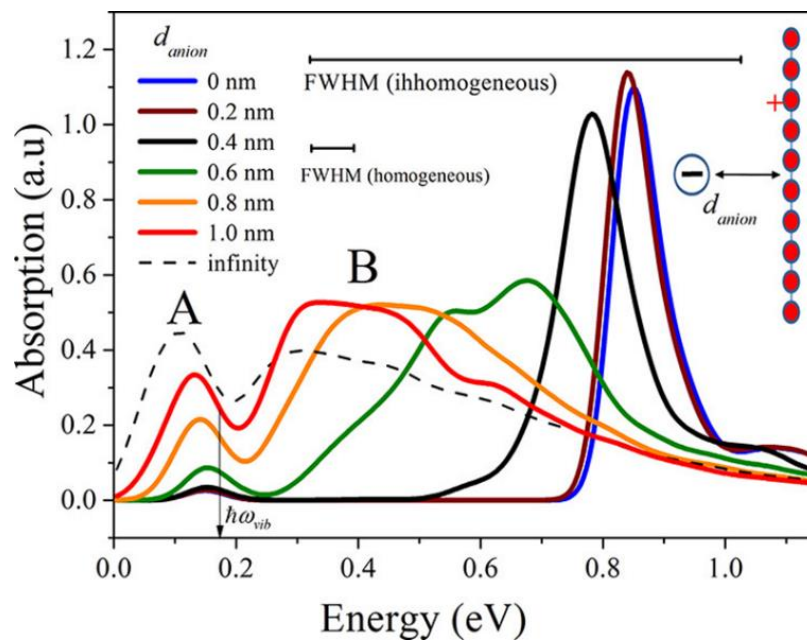 d_anion
0 nm
0.2 nm
0.4 nm
0.6 nm
0.8 nm
1.0 nm
infinity
FWHM (ihhomogeneous)
FWHM (homogeneous)
+
−
d_anion
A
B
ħω_vib
Absorption (a.u)
1.2
1.0
0.8
0.6
0.4
0.2
0.0
0.0
0.2
0.4
0.6
0.8
1.0
Energy (eV)